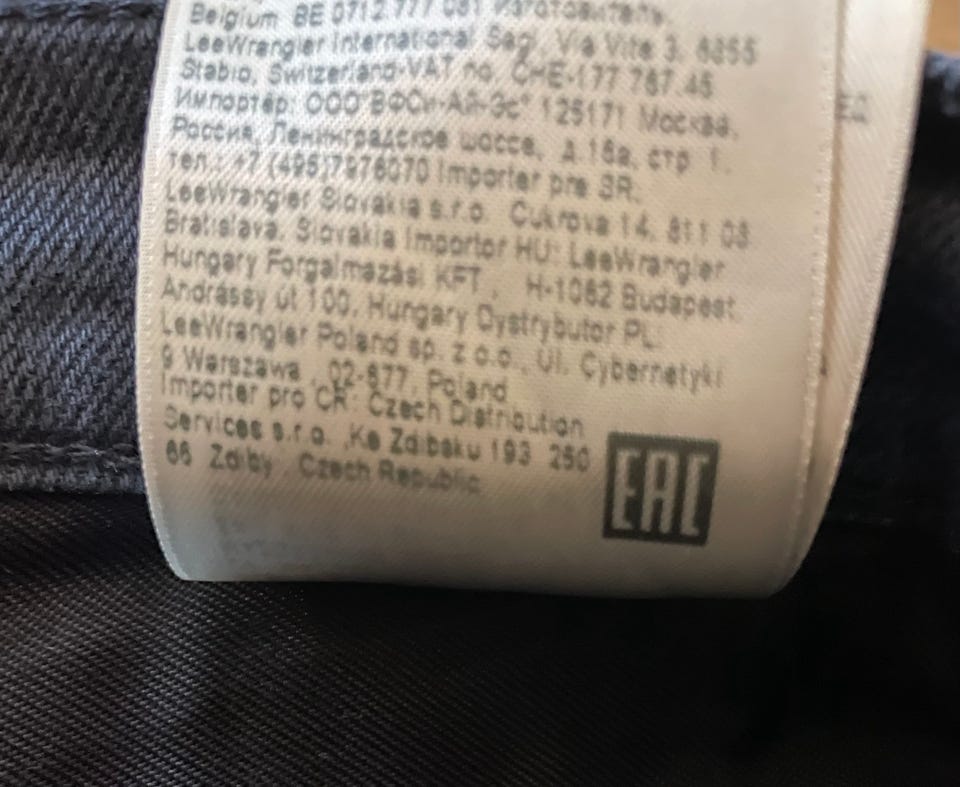 Belgium BE 0712 777 081 Изготовитель
LeeWrangler International Sagl, Via Vite 3, 6855
Stabio, Switzerland-VAT no. CHE-177.767.45
Импортер: ООО ВФСи-Ай-Эс" 125171 Москва,
Россия, Ленинградское шоссе, д.16а, стр 1.
тел.: +7 (495)7976070 Importer pre SR.
LeeWrangler Slovakia s.r.o. Cukrova 14, 811 08
Bratislava, Slovakia Importor HU: LeeWrangler
Hungary Forgalmazási KFT, H-1062 Budapest
Andrássy út 100. Hungary Dystrybutor PL:
LeeWrangler Poland sp. z o.o., Ul. Cybernetyki
9 Warszawa, 02-677, Poland
Importer pro CR: Czech Distribution
Services s.r.o. ,Ke Zdibsku 193 250
66 Zdiby / Czech Republic
EAC